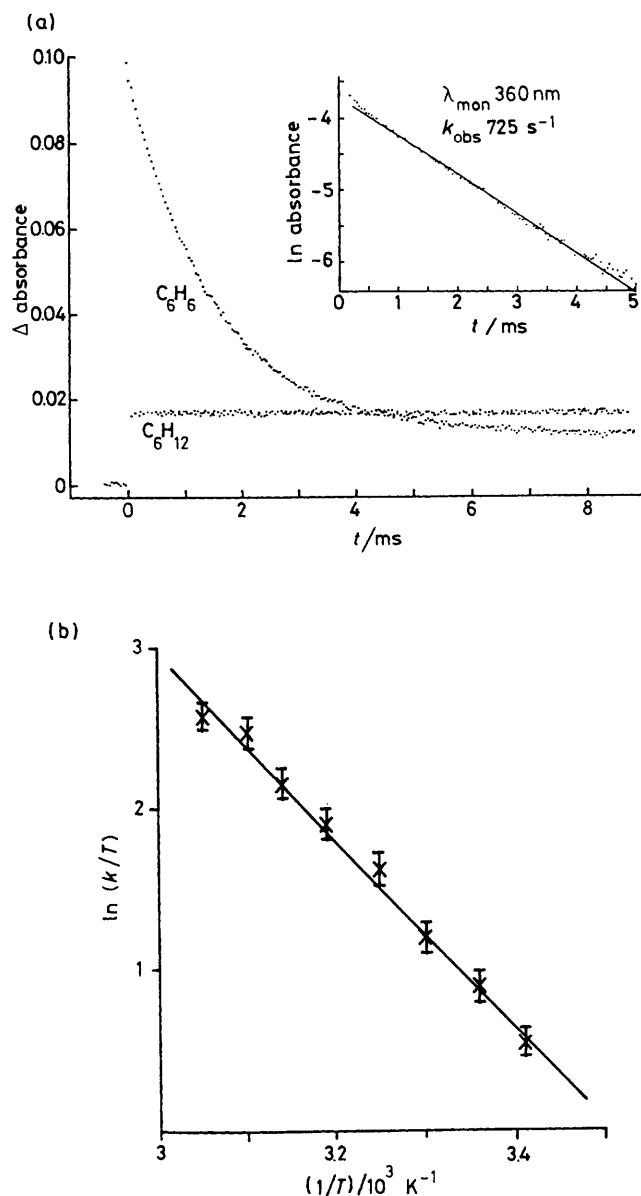 (a)
0.10
0.08
0.06
0.04
0.02
0
Δ absorbance
C₆H₆
C₆H₁₂
0 2 4 6 8
t/ms
λmon 360 nm
kobs 725 s⁻¹
-4
-5
-6
ln absorbance
0 1 2 3 4 5
t / ms
(b)
3
2
1
ln (k/T)
3 3.2 3.4
(1/T)/10³ K⁻¹